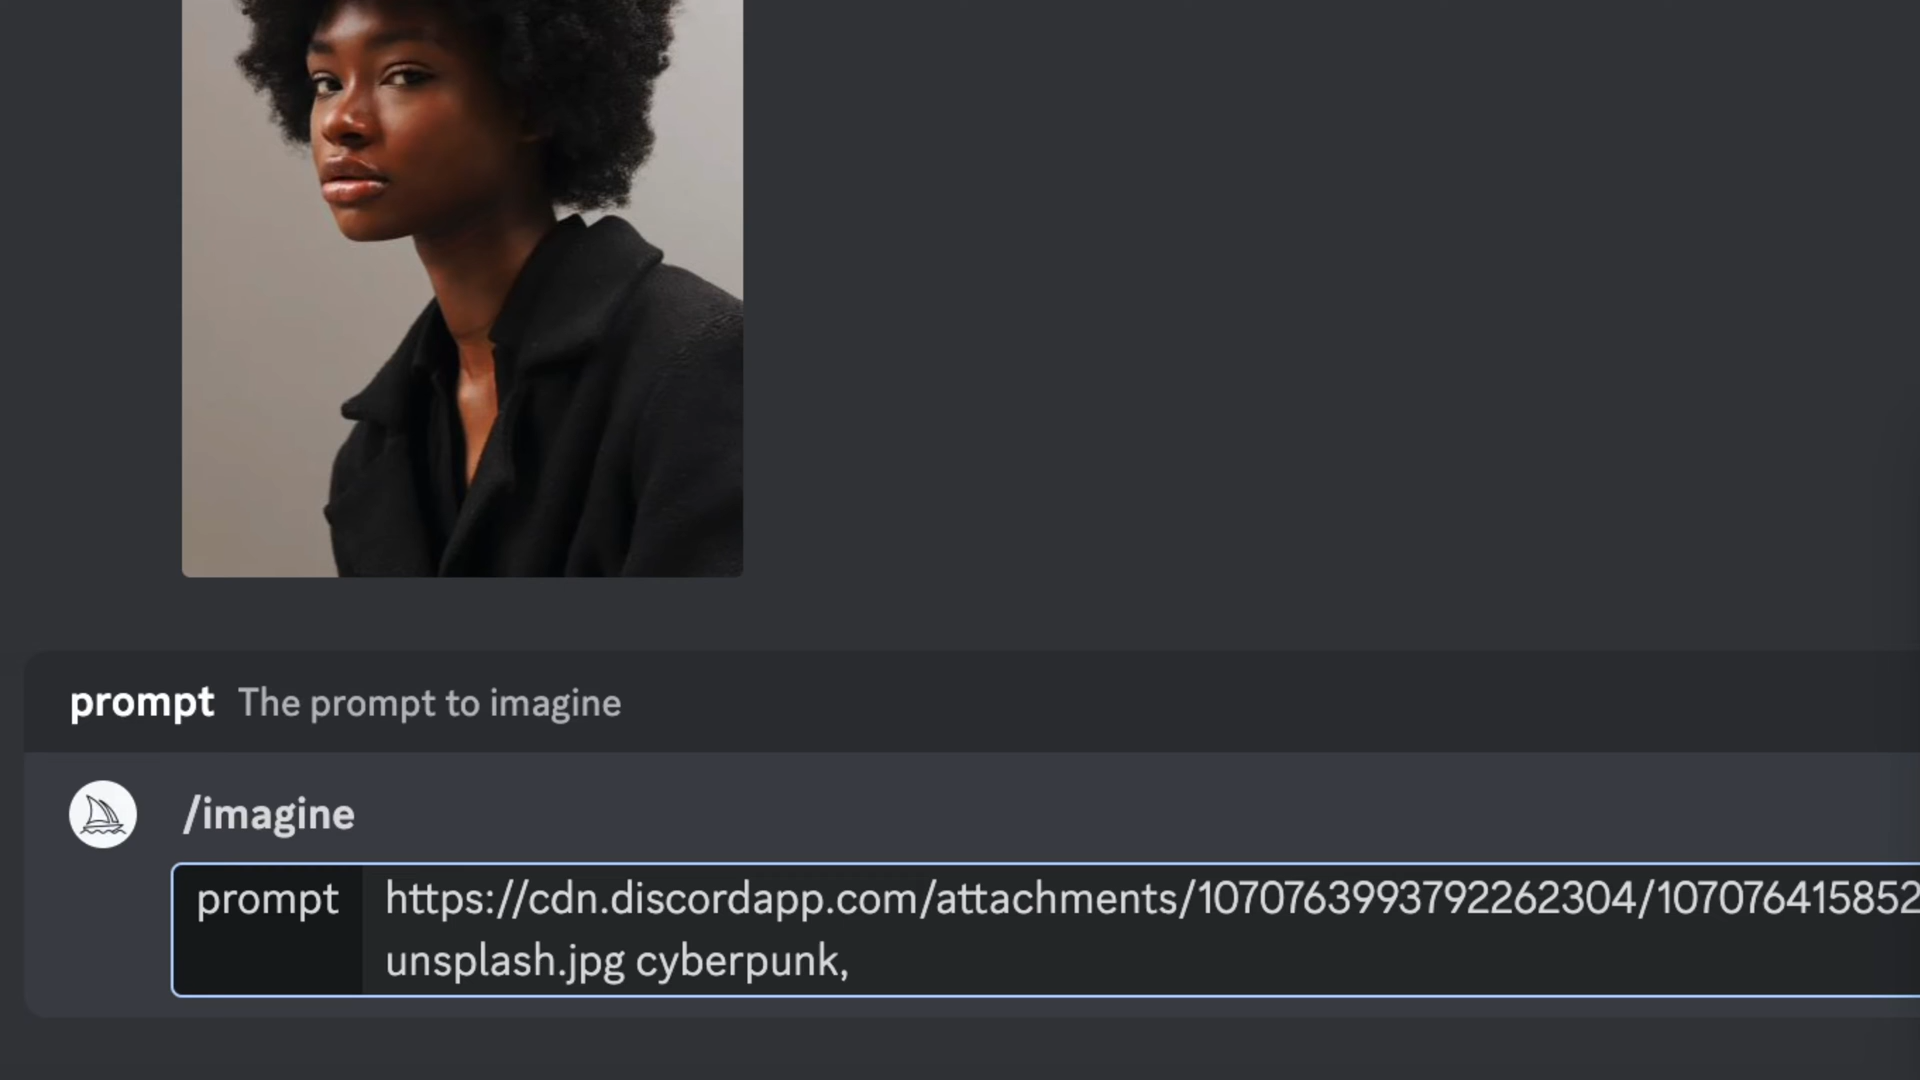 prompt The prompt to imagine
/imagine
prompt https://cdn.discordapp.com/attachments/1070763993792262304/107076415852
unsplash.jpg cyberpunk,